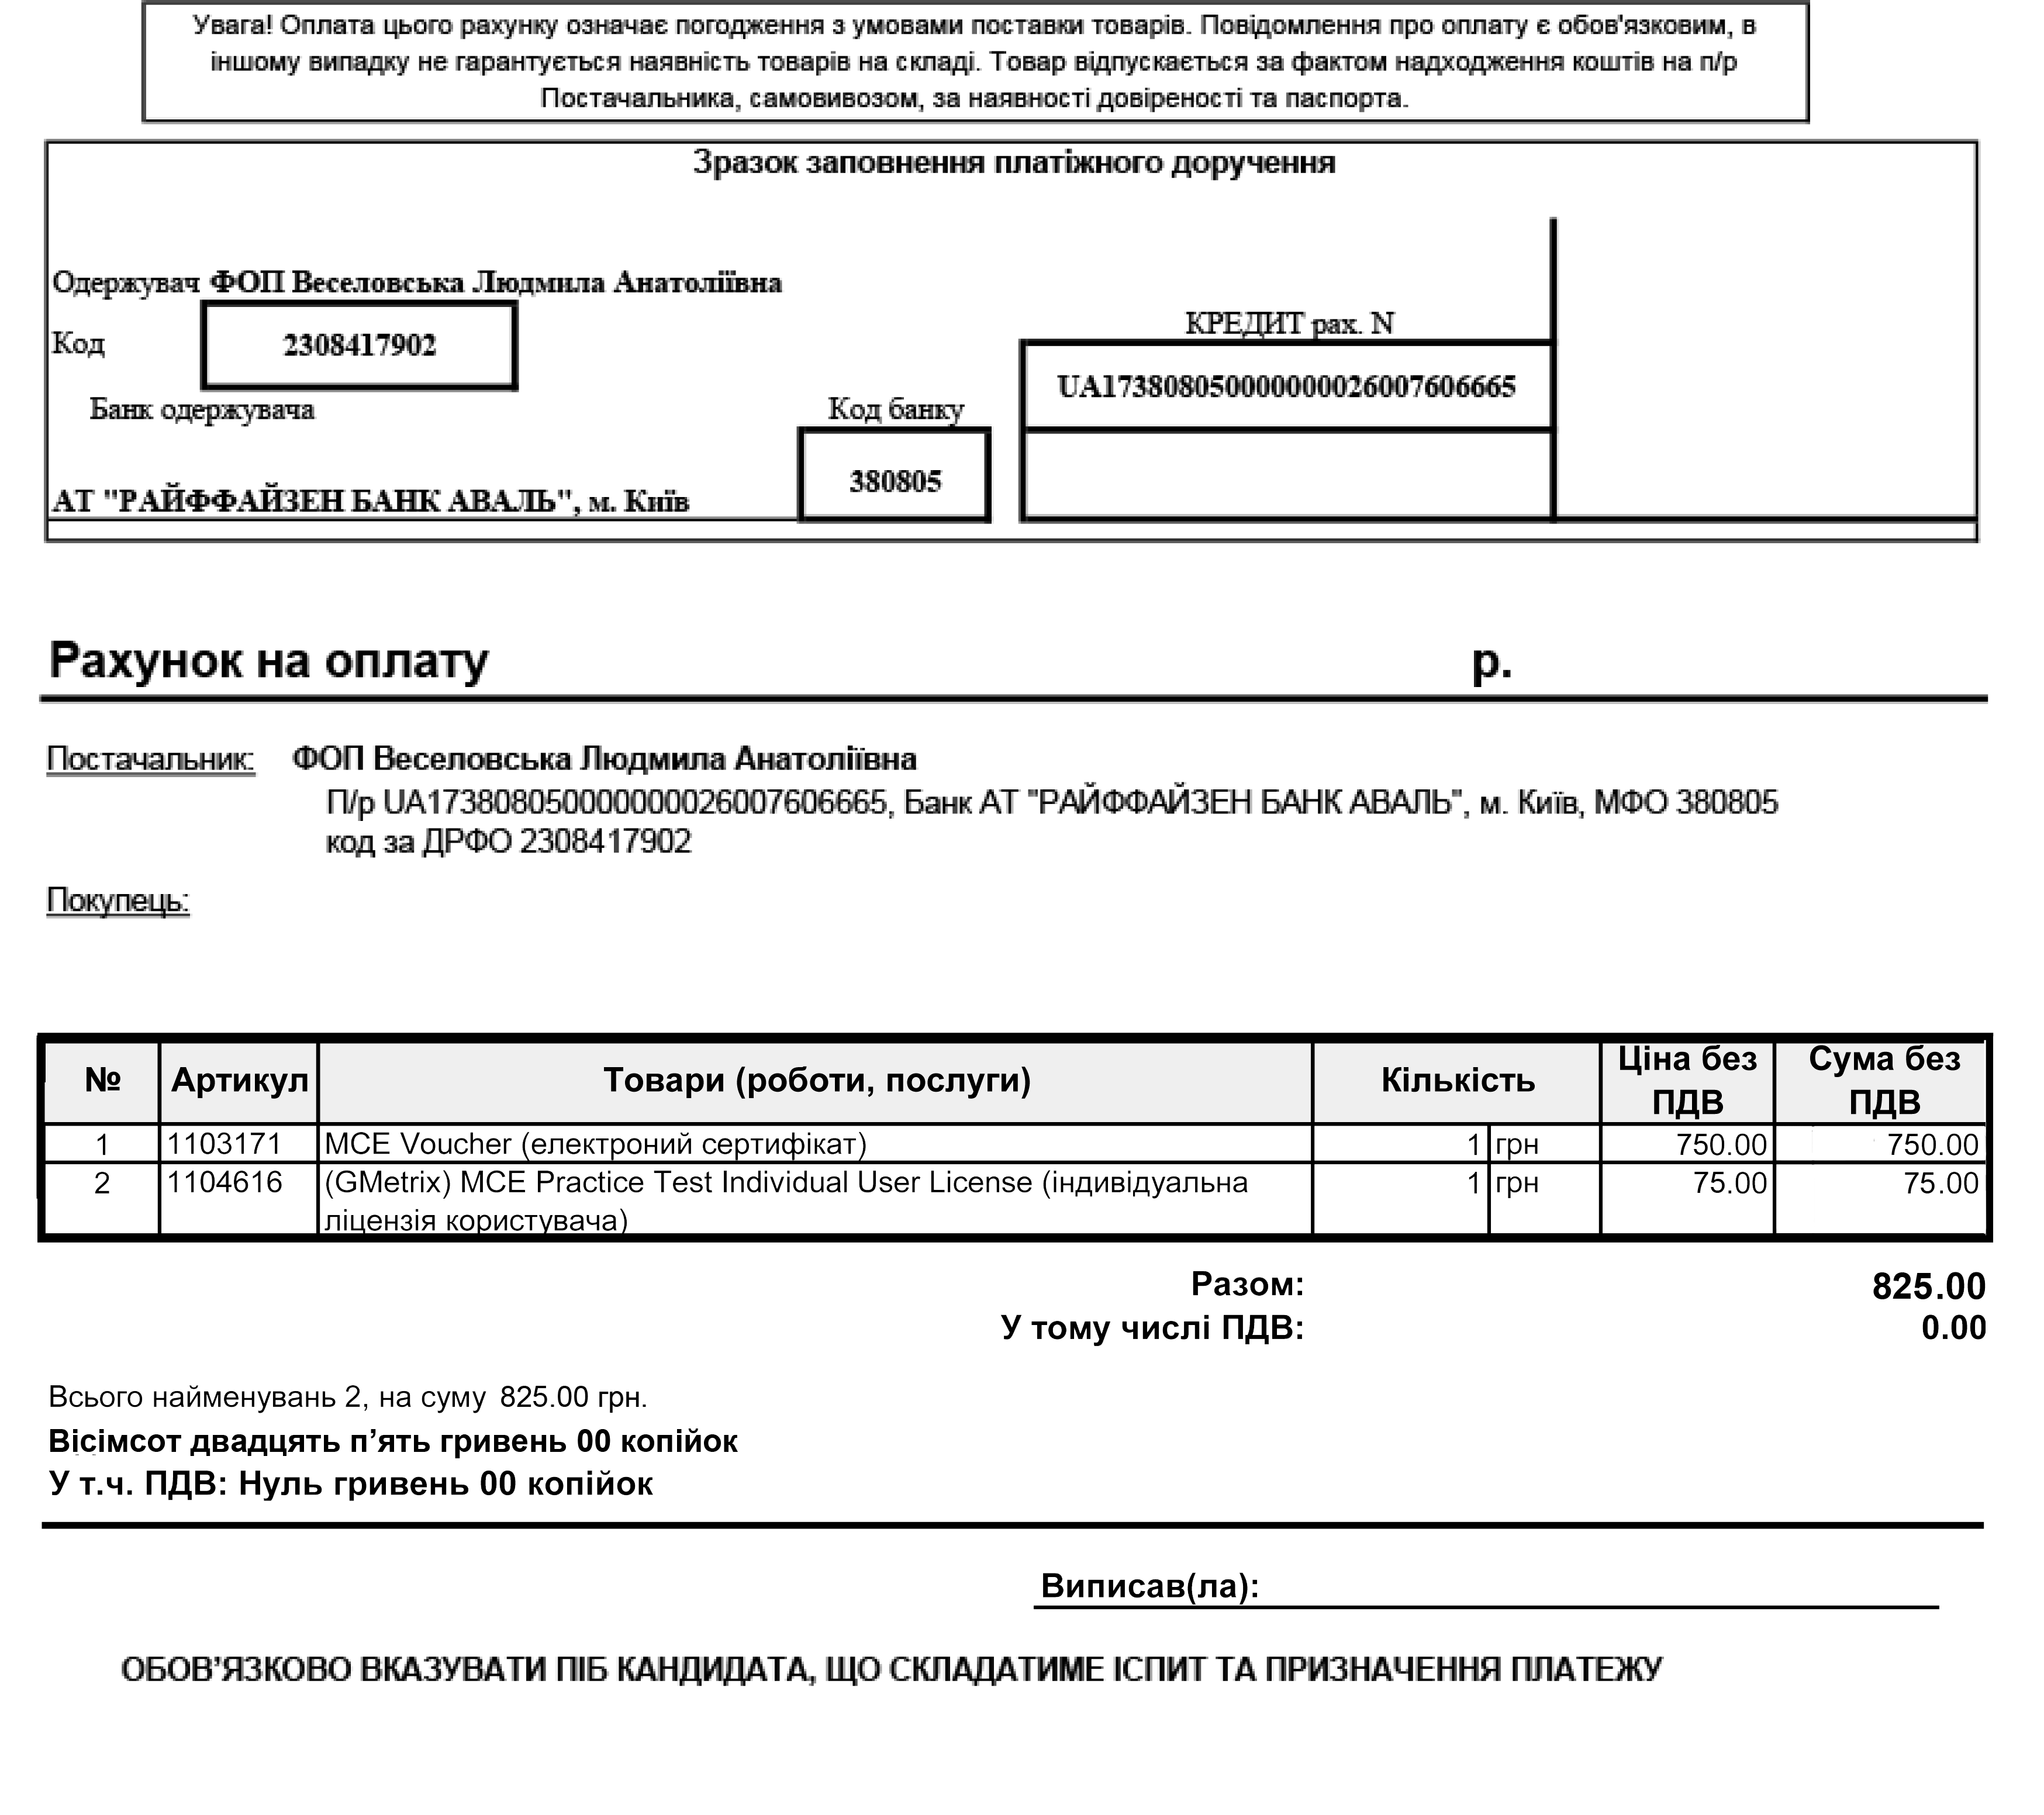 Увага! Оплата цього рахунку означає погодження з умовами поставки товарів. Повідомлення про оплату є обов'язковим, в
іншому випадку не гарантується наявність товарів на складі. Товар відпускається за фактом надходження коштів на п/р
Постачальника, самовивозом, за наявності довіреності та паспорта.
Зразок заповнення платіжного доручення
Одержувач ФОП Веселовська Людмила Анатоліївна
КРЕДИТ рах. N
Код 2308417902
UA173808050000000026007606665
Банк одержувача Код банку
380805
АТ "РАЙФФАЙЗЕН БАНК АВАЛЬ", м. Київ
Рахунок на оплату р.
Постачальник: ФОП Веселовська Людмила Анатоліївна
П/р UA173808050000000026007606665, Банк АТ "РАЙФФАЙЗЕН БАНК АВАЛЬ", м. Київ, МФО 380805
код за ДРФО 2308417902
Покупець:
№ Артикул Товари (роботи, послуги) Кількість Ціна без ПДВ Сума без ПДВ
1 1103171 MCE Voucher (електроний сертифікат) 1 грн 750.00 750.00
2 1104616 (GMetrix) MCE Practice Test Individual User License (індивідуальна 1 грн 75.00 75.00
ліцензія користувача)
Разом: 825.00
У тому числі ПДВ: 0.00
Всього найменувань 2, на суму 825.00 грн.
Вісімсот двадцять п’ять гривень 00 копійок
У т.ч. ПДВ: Нуль гривень 00 копійок
Виписав(ла):
ОБОВ’ЯЗКОВО ВКАЗУВАТИ ПІБ КАНДИДАТА, ЩО СКЛАДАТИМЕ ІСПИТ ТА ПРИЗНАЧЕННЯ ПЛАТЕЖУ